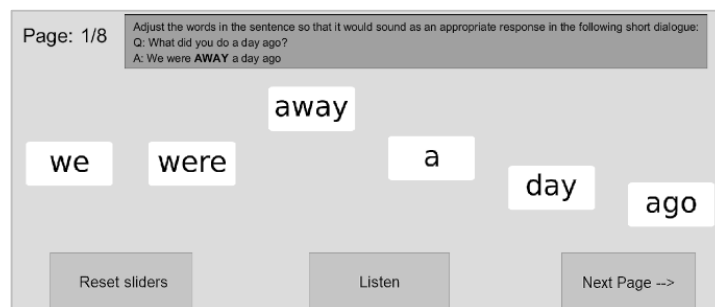 Page: 1/8
Adjust the words in the sentence so that it would sound as an appropriate response in the following short dialogue:
Q: What did you do a day ago?
A: We were AWAY a day ago
away
we were a
day
ago
Reset sliders Listen Next Page -->